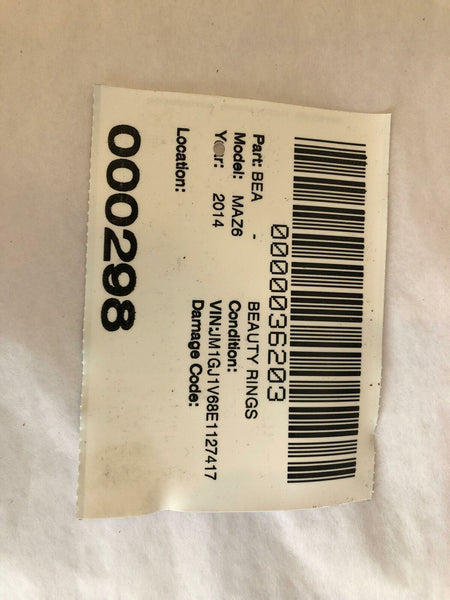 0000036203
Part: BEA - BEAUTY RINGS
Model: MAZ6 Condition:
Year: 2014 VIN:JM1GJ1V68E1127417
Damage Code:
Location:
000298